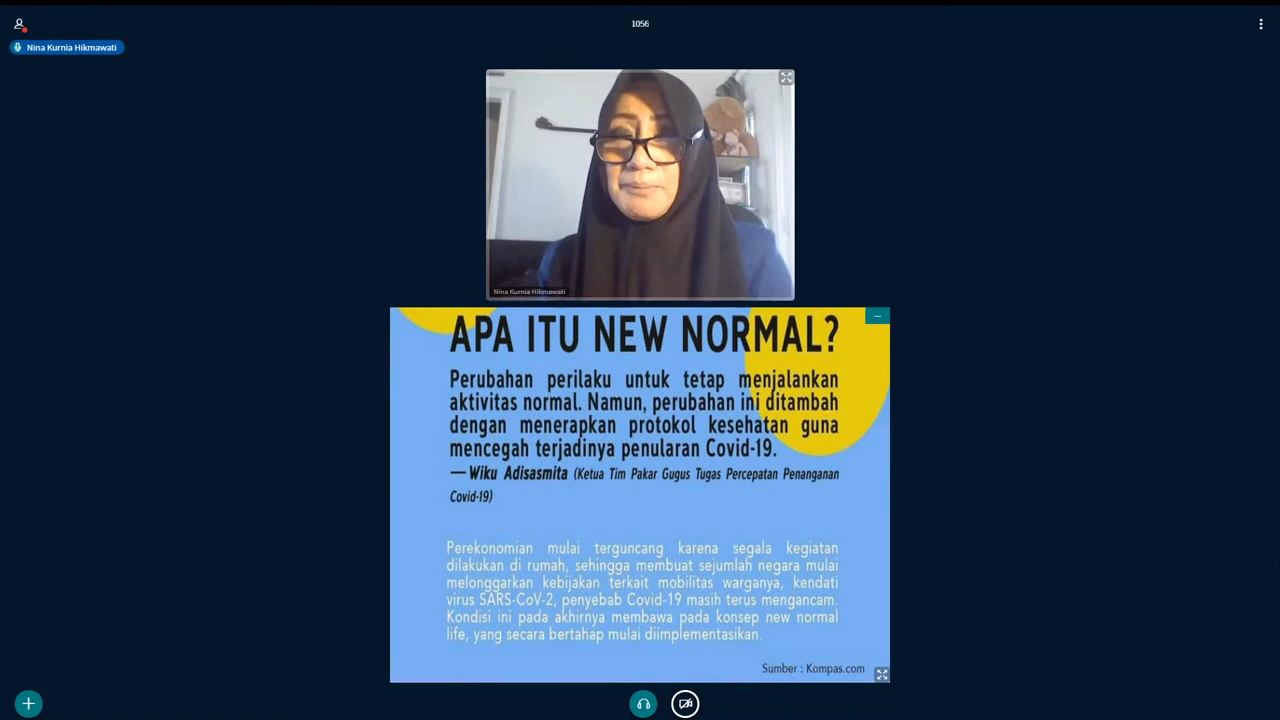 1056
Nina Kurnia Hikmawati
Nina Kurnia Hikmawati
APA ITU NEW NORMAL?
Perubahan perilaku untuk tetap menjalankan
aktivitas normal. Namun, perubahan ini ditambah
dengan menerapkan protokol kesehatan guna
mencegah terjadinya penularan Covid-19.
—Wiku Adisasmita (Ketua Tim Pakar Gugus Tugas Percepatan Penanganan
Covid-19)
Perekonomian mulai terguncang karena segala kegiatan
dilakukan di rumah, sehingga membuat sejumlah negara mulai
melonggarkan kebijakan terkait mobilitas warganya, kendati
virus SARS-CoV-2, penyebab Covid-19 masih terus mengancam.
Kondisi ini pada akhirnya membawa pada konsep new normal
life, yang secara bertahap mulai diimplementasikan.
Sumber : Kompas.com